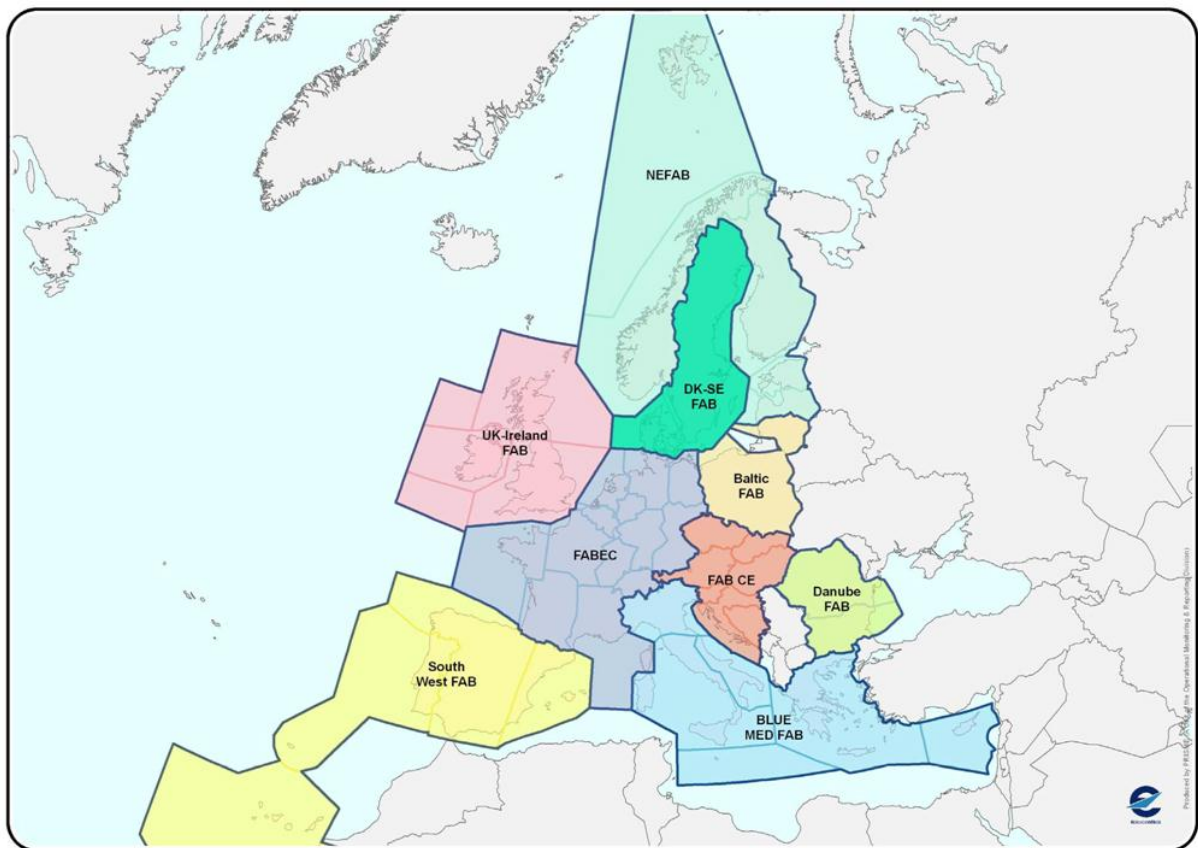 NEFAB
DK-SE
FAB
UK-Ireland
FAB
Baltic
FAB
FABEC
FAB CE
Danube
FAB
South
West FAB
BLUE
MED FAB
EUROCONTROL